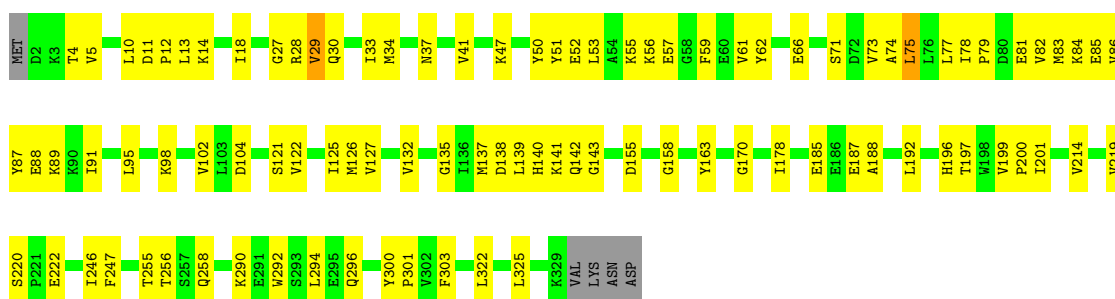 MET D2 K3 T4 V5 L10 D11 P12 L13 K14 I18 G27 R28 V29 Q30 I33 M34 N37 V41 K47 Y50 Y51 E52 L53 A54 K55 K56 E57 G58 F59 E60 V61 Y62 E66 S71 D72 V73 A74 L75 L76 L77 I78 P79 D80 E81 V82 M83 K84 E85 V86
Y87 E88 K89 K90 I91 L95 K98 V102 L103 D104 S121 V122 I125 M126 V127 V132 G135 I136 M137 D138 L139 H140 K141 Q142 G143 D155 G158 Y163 G170 I178 E185 E186 E187 A188 L192 H196 T197 W198 V199 P200 I201 V214
S220 P221 E222 I246 F247 T255 T256 S257 Q258 K290 E291 W292 S293 L294 E295 Q296 Y300 P301 V302 F303 L322 L325 K329 VAL LYS ASN ASP